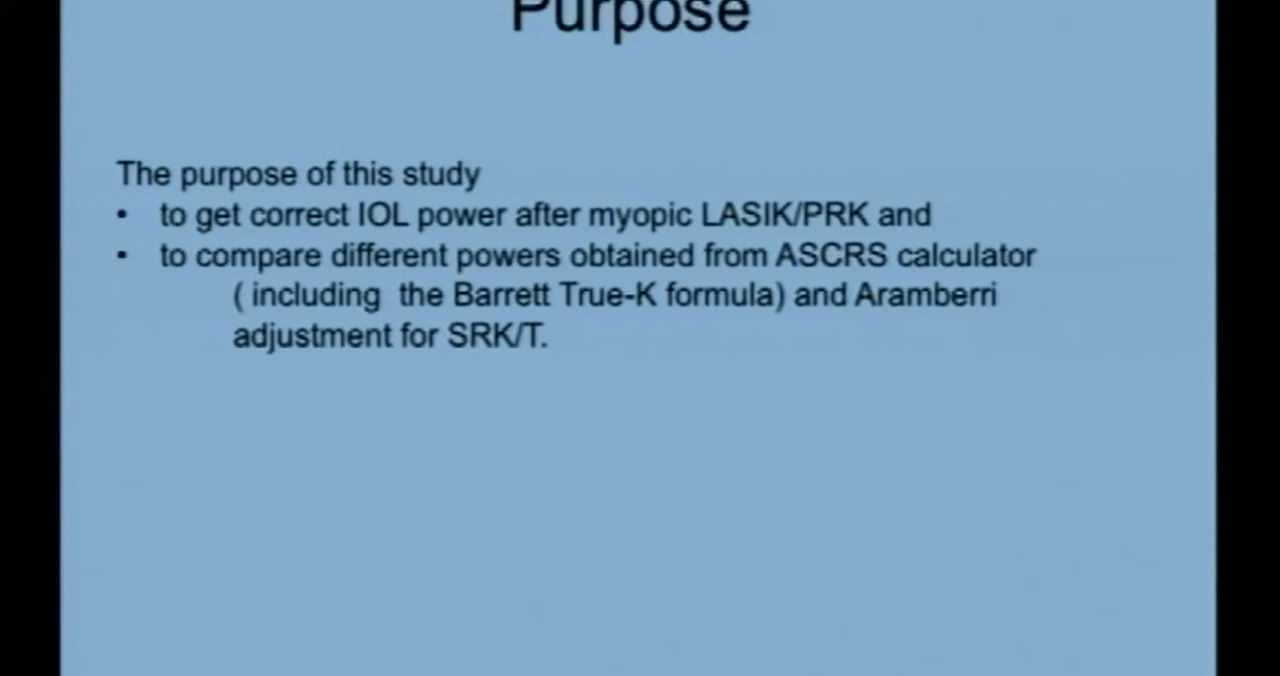 Purpose
The purpose of this study
• to get correct IOL power after myopic LASIK/PRK and
• to compare different powers obtained from ASCRS calculator
( including the Barrett True-K formula) and Aramberri
adjustment for SRK/T.